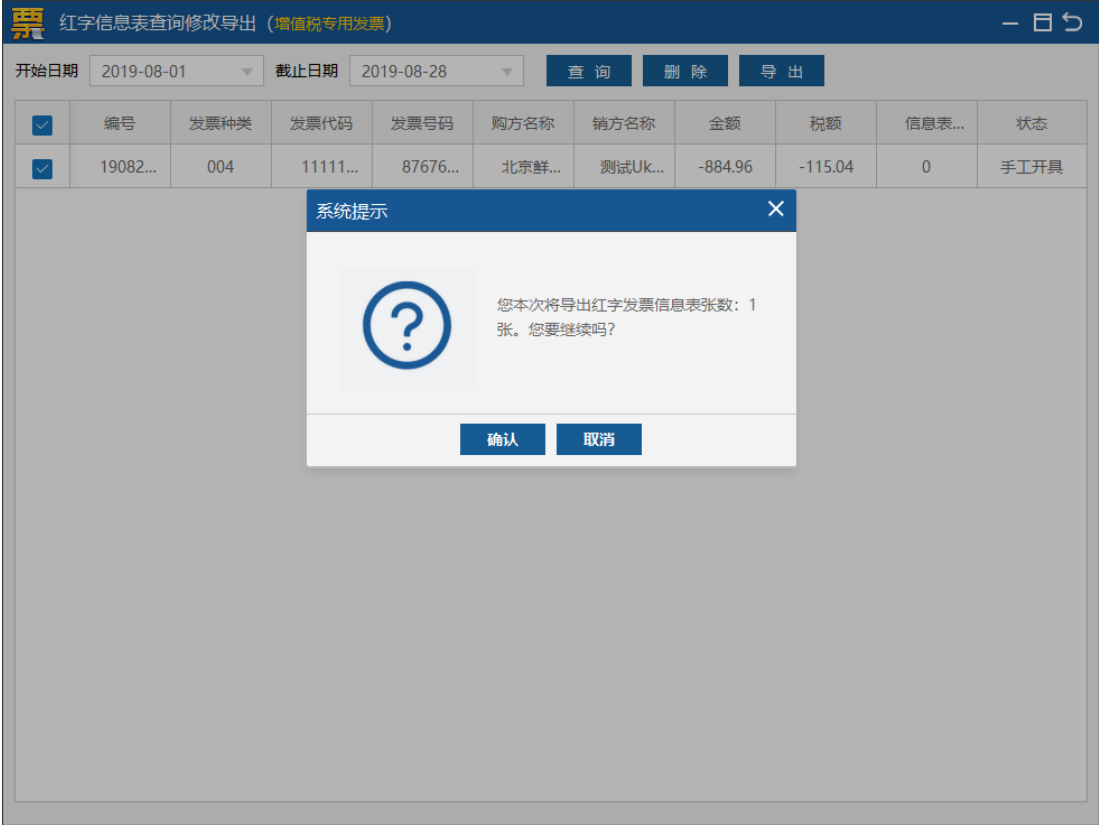 票 红字信息表查询修改导出（增值税专用发票）
开始日期 2019-08-01 截止日期 2019-08-28 查 询 删 除 导 出
编号 发票种类 发票代码 发票号码 购方名称 销方名称 金额 税额 信息表... 状态
19082... 004 11111... 87676... 北京鲜... 测试Uk... -884.96 -115.04 0 手工开具
系统提示
您本次将导出红字发票信息表张数：1
张。您要继续吗？
确认 取消